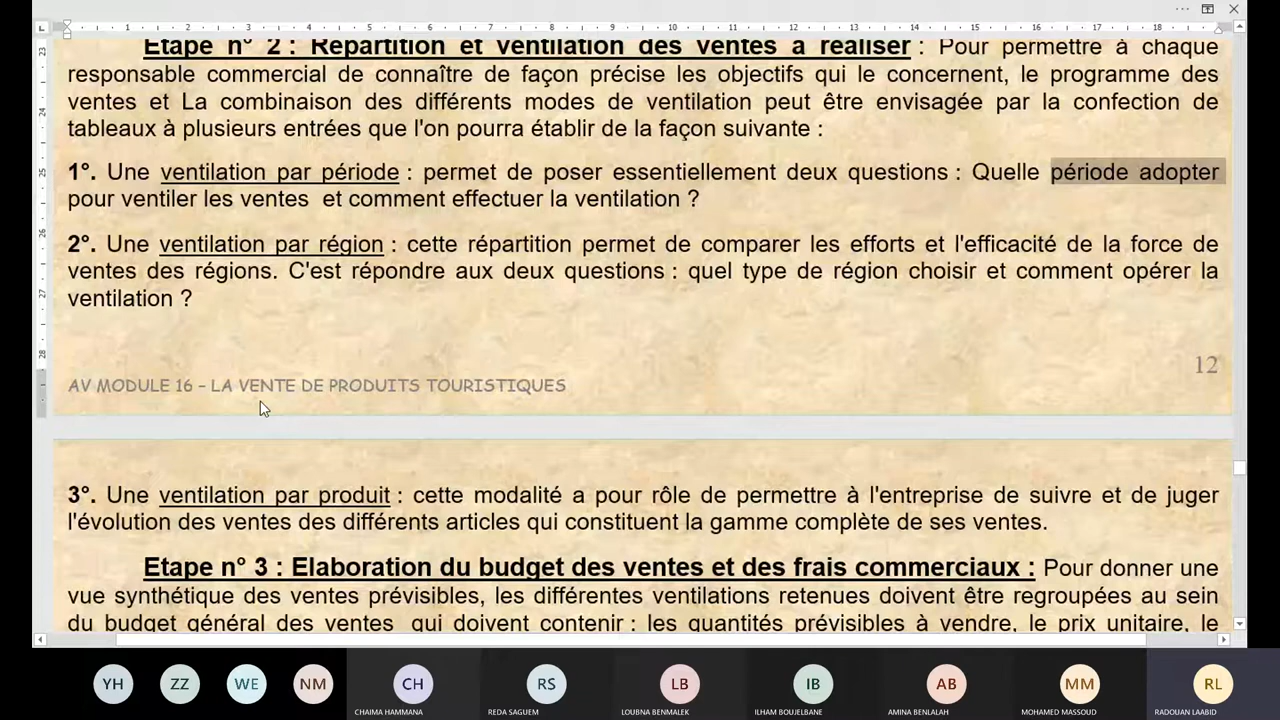 Etape n° 2 : Répartition et ventilation des ventes à réaliser : Pour permettre à chaque
responsable commercial de connaître de façon précise les objectifs qui le concernent, le programme des
ventes et La combinaison des différents modes de ventilation peut être envisagée par la confection de
tableaux à plusieurs entrées que l'on pourra établir de la façon suivante :
1°. Une ventilation par période : permet de poser essentiellement deux questions : Quelle période adopter
pour ventiler les ventes et comment effectuer la ventilation ?
2°. Une ventilation par région : cette répartition permet de comparer les efforts et l'efficacité de la force de
ventes des régions. C'est répondre aux deux questions : quel type de région choisir et comment opérer la
ventilation ?
12
AV MODULE 16 – LA VENTE DE PRODUITS TOURISTIQUES
3°. Une ventilation par produit : cette modalité a pour rôle de permettre à l'entreprise de suivre et de juger
l'évolution des ventes des différents articles qui constituent la gamme complète de ses ventes.
Etape n° 3 : Elaboration du budget des ventes et des frais commerciaux : Pour donner une
vue synthétique des ventes prévisibles, les différentes ventilations retenues doivent être regroupées au sein
du budget général des ventes qui doivent contenir : les quantités prévisibles à vendre, le prix unitaire, le
YH ZZ WE NM CH RS LB IB AB MM RL
CHAIMA HAMMANA REDA SAGUEM LOUBNA BENMALEK ILHAM BOUJELBANE AMINA BENLALAH MOHAMED MASSOUD RADOUAN LAABID